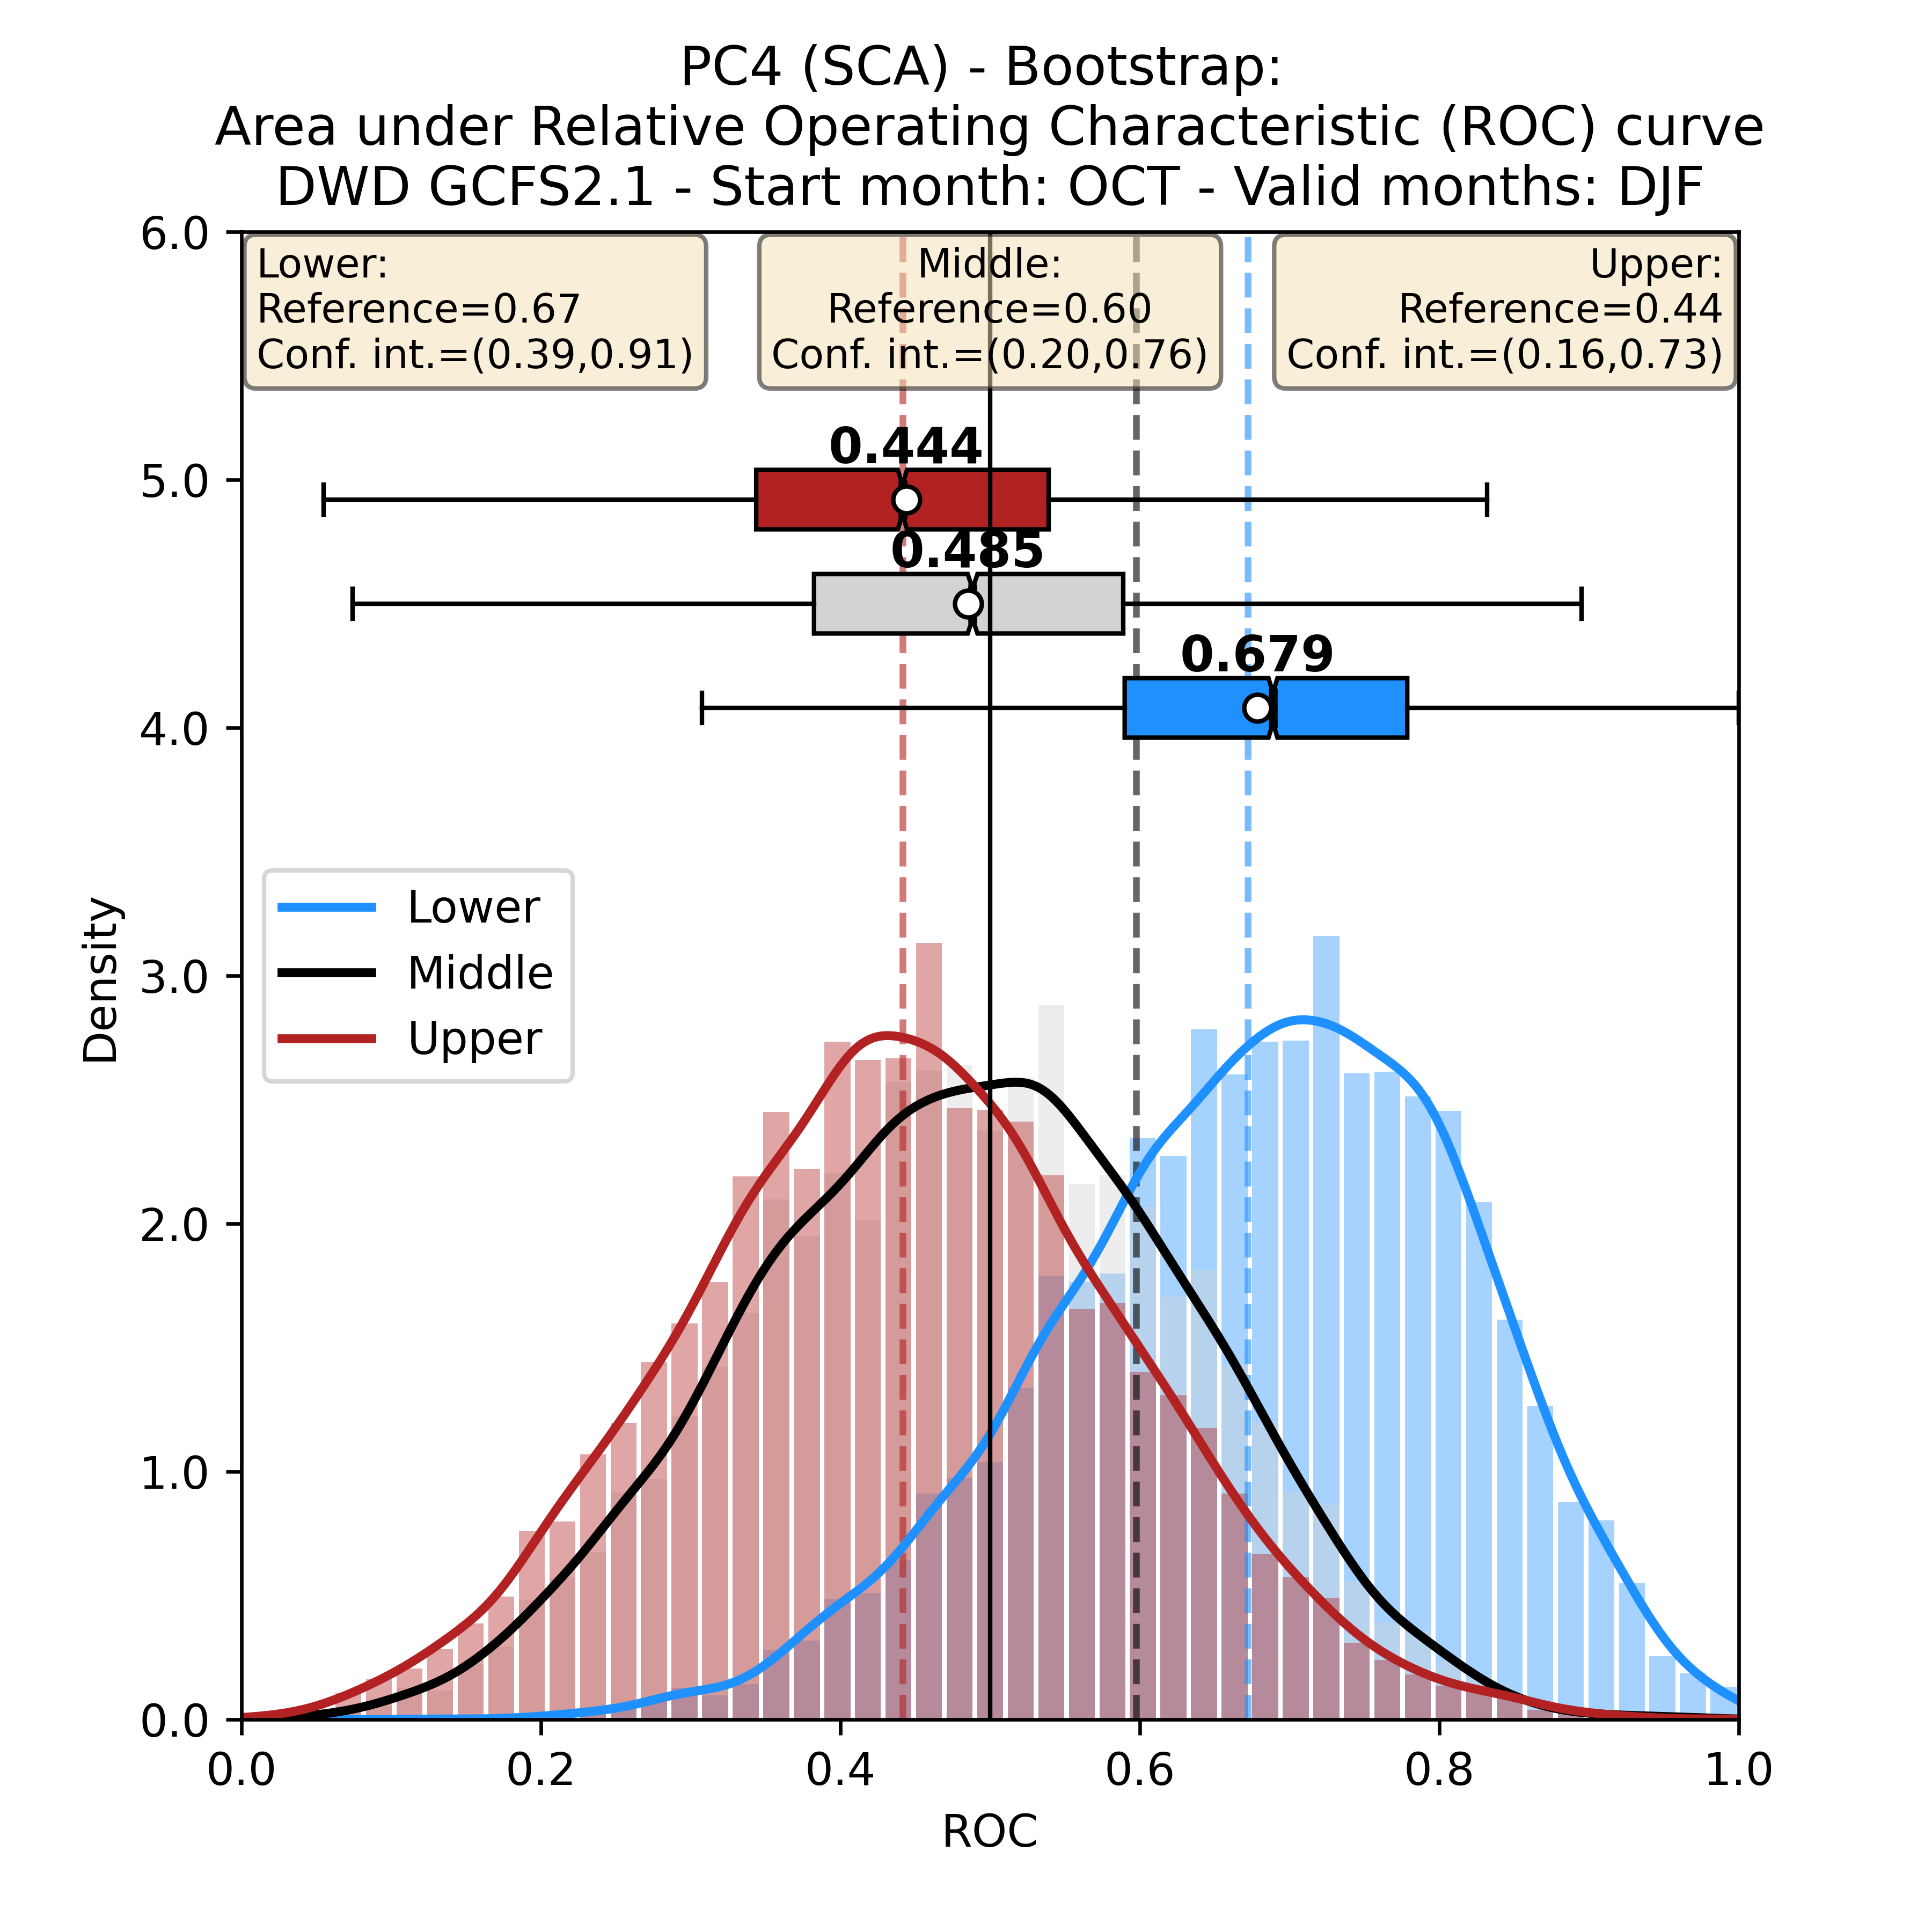 PC4 (SCA) - Bootstrap:
Area under Relative Operating Characteristic (ROC) curve
DWD GCFS2.1 - Start month: OCT - Valid months: DJF
Lower:
Reference=0.67
Conf. int.=(0.39,0.91)
Middle:
Reference=0.60
Conf. int.=(0.20,0.76)
Upper:
Reference=0.44
Conf. int.=(0.16,0.73)
0.444
0.485
0.679
Lower
Middle
Upper
Density
6.0
5.0
4.0
3.0
2.0
1.0
0.0
0.0 0.2 0.4 0.6 0.8 1.0
ROC